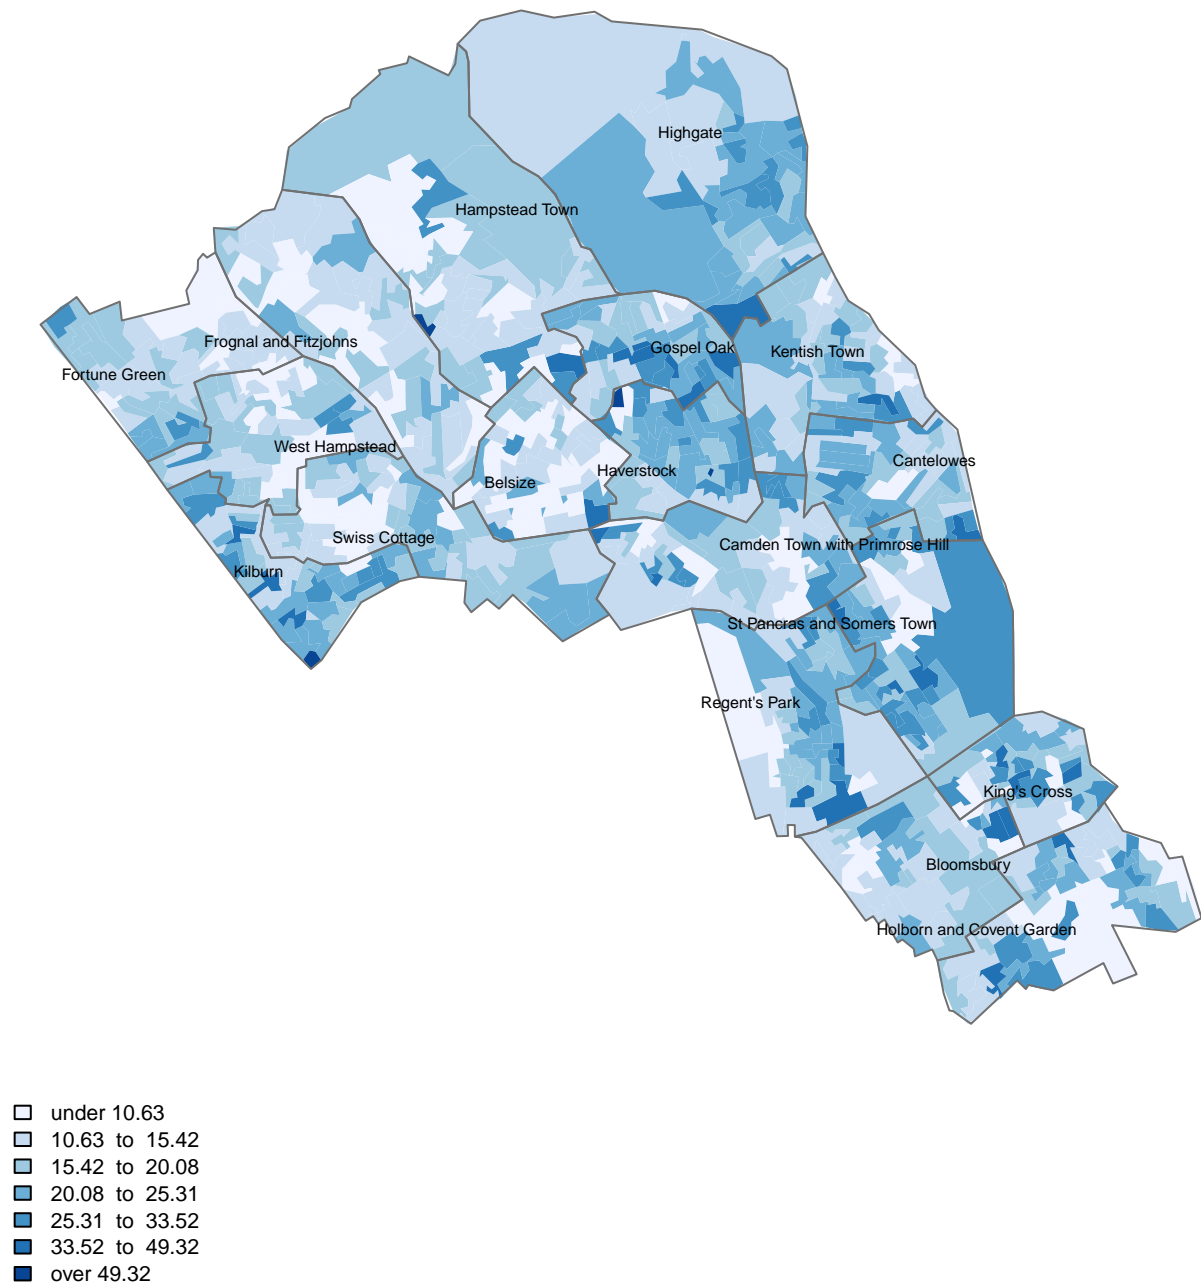 Highgate
Hampstead Town
Frognal and Fitzjohns
Gospel Oak
Kentish Town
Fortune Green
West Hampstead
Cantelowes
Haverstock
Belsize
Swiss Cottage
Camden Town with Primrose Hill
Kilburn
St Pancras and Somers Town
Regent's Park
King's Cross
Bloomsbury
Holborn and Covent Garden
under 10.63
10.63 to 15.42
15.42 to 20.08
20.08 to 25.31
25.31 to 33.52
33.52 to 49.32
over 49.32